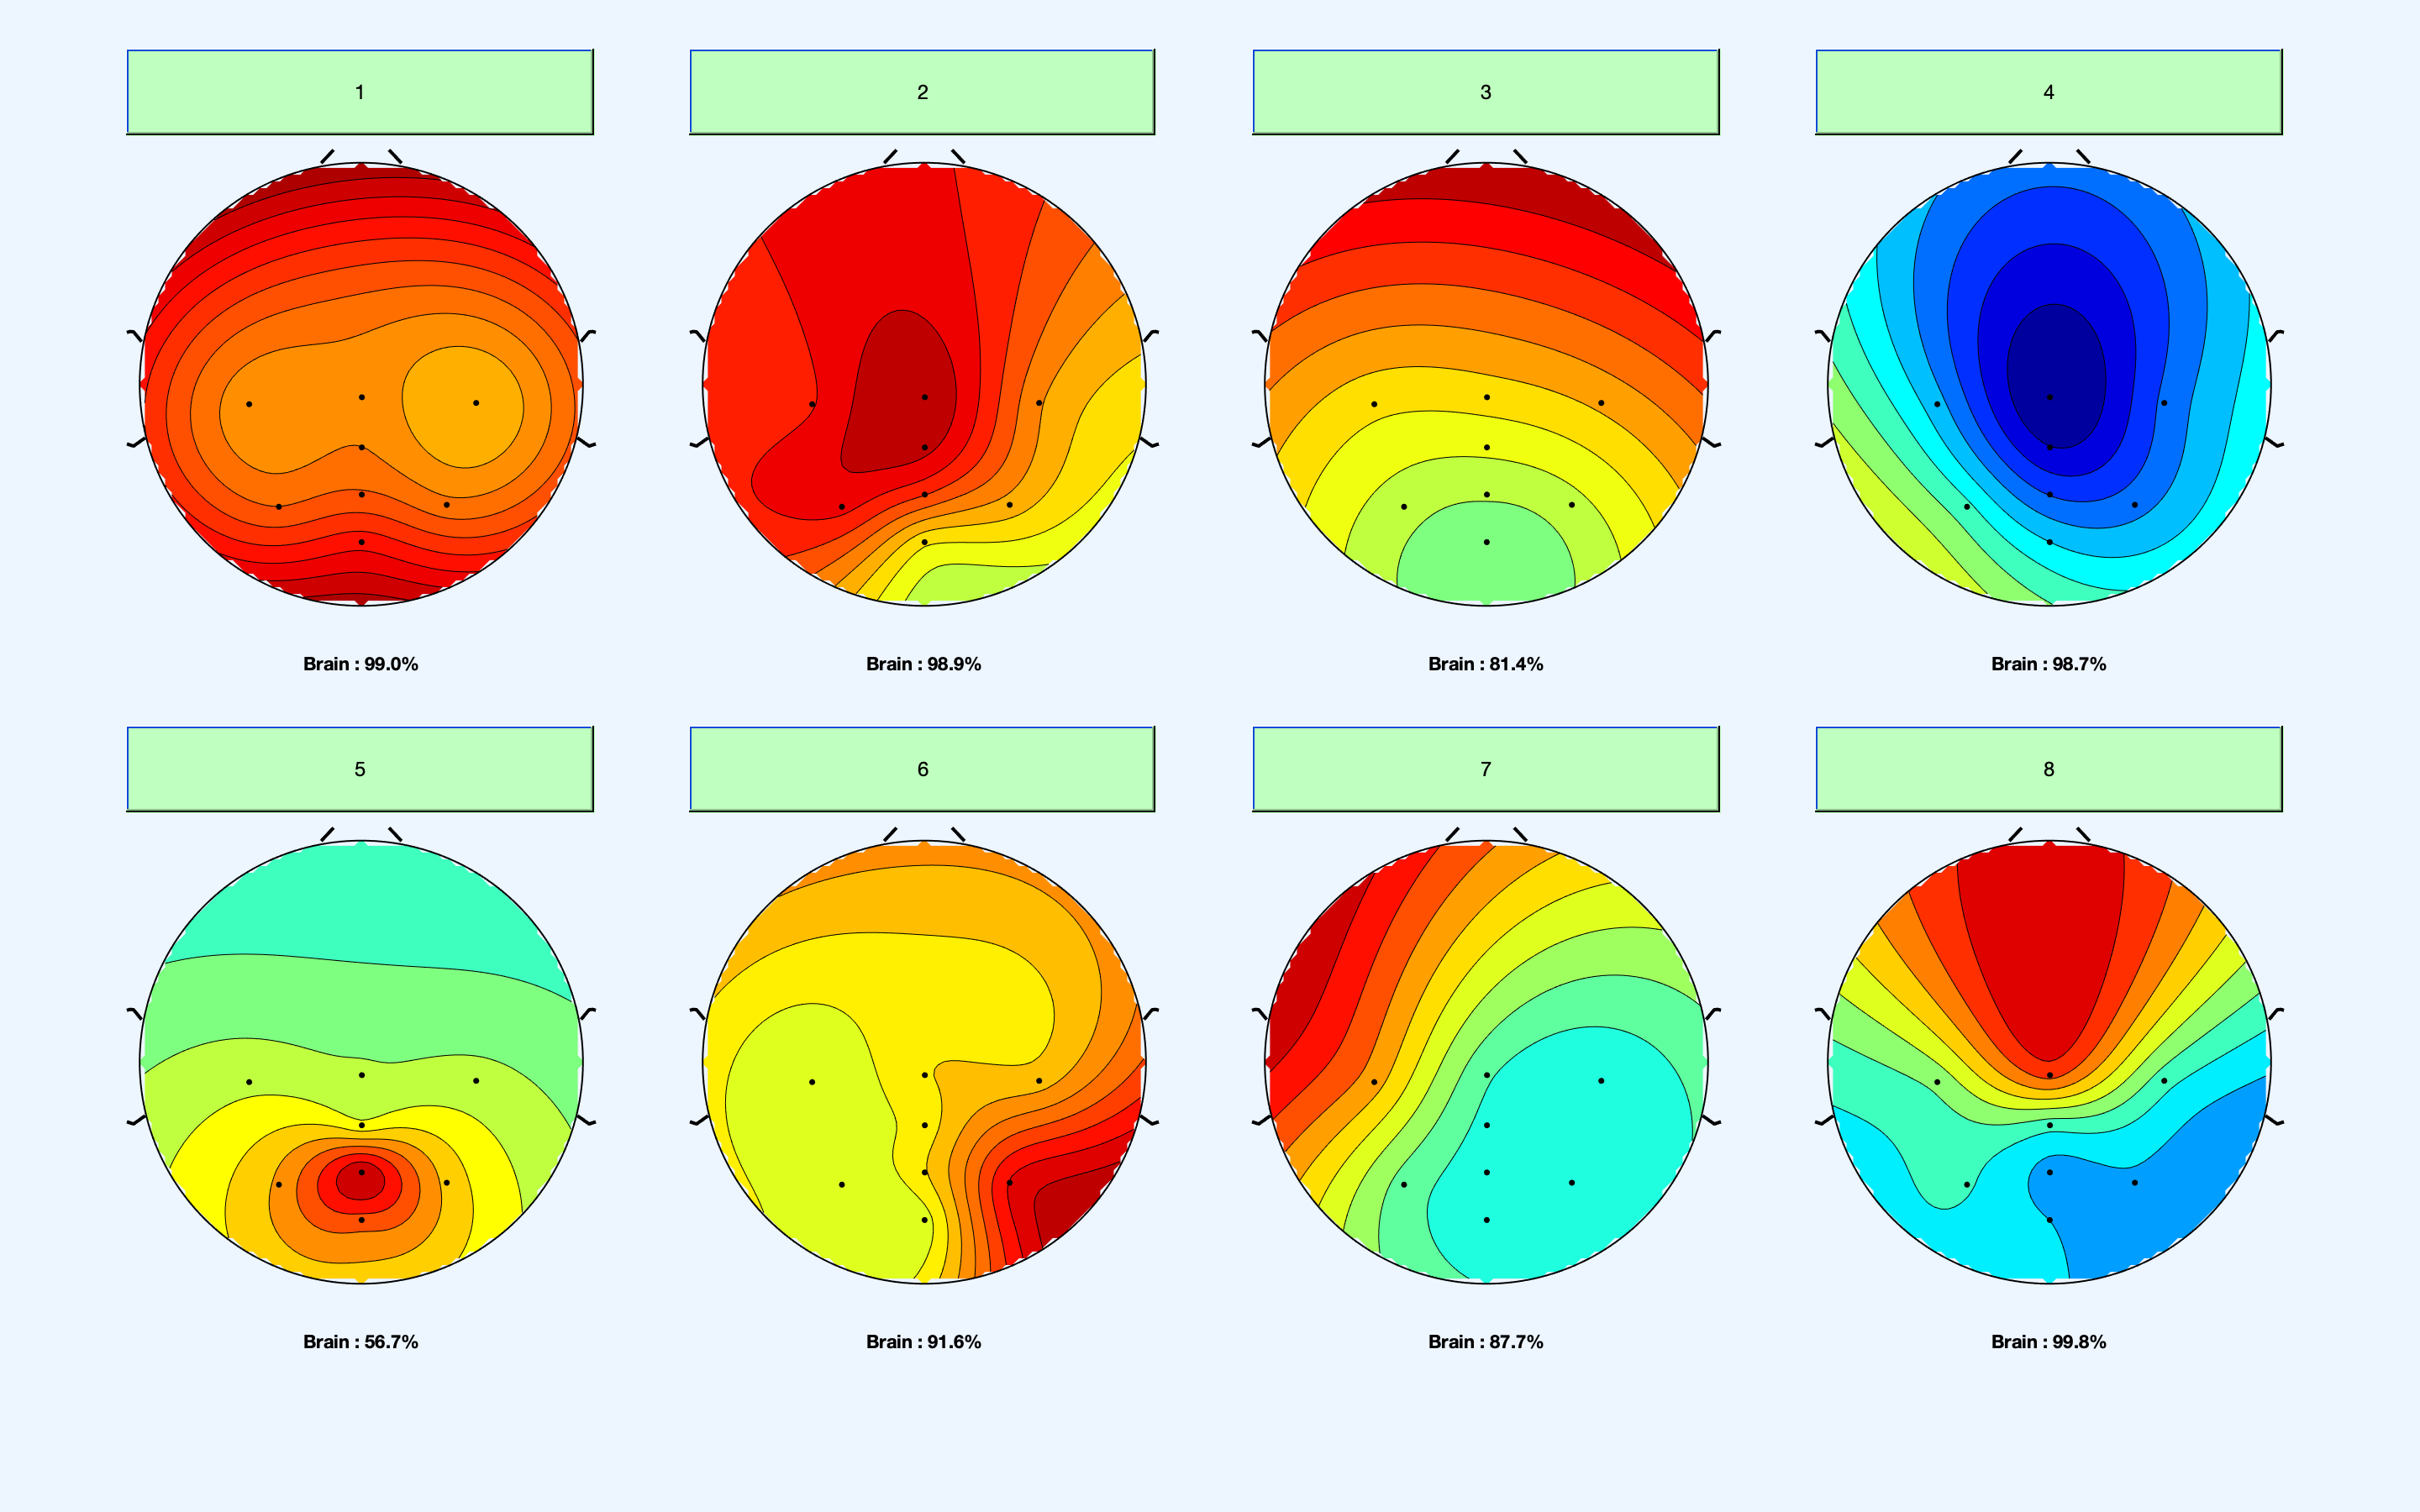 1
2
3
4
Brain : 99.0%
Brain : 98.9%
Brain : 81.4%
Brain : 98.7%
5
6
7
8
Brain : 56.7%
Brain : 91.6%
Brain : 87.7%
Brain : 99.8%